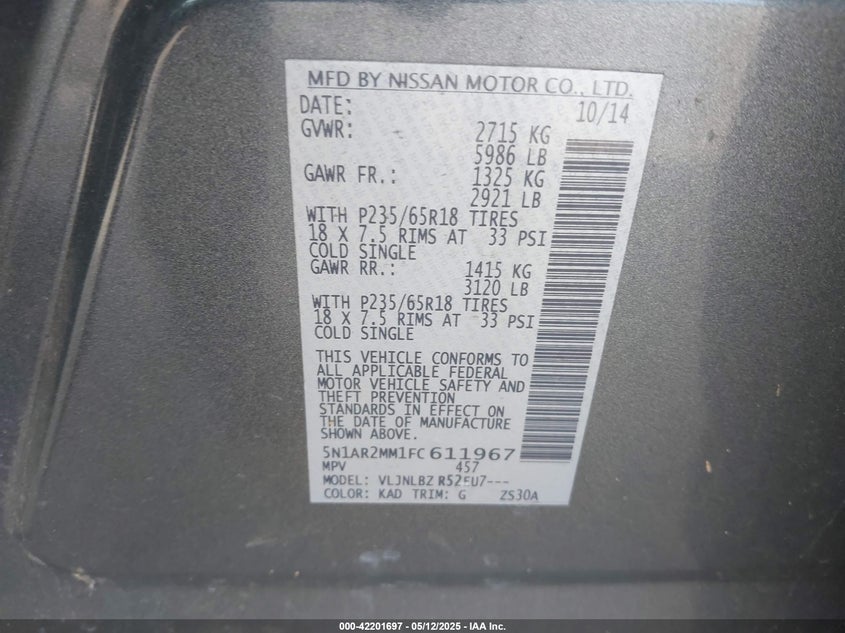 MFD BY NISSAN MOTOR CO., LTD.
DATE: 10/14
GVWR: 2715 KG
5986 LB
GAWR FR.: 1325 KG
2921 LB
WITH P235/65R18 TIRES
18 X 7.5 RIMS AT 33 PSI
COLD SINGLE
GAWR RR.: 1415 KG
3120 LB
WITH P235/65R18 TIRES
18 X 7.5 RIMS AT 33 PSI
COLD SINGLE
THIS VEHICLE CONFORMS TO
ALL APPLICABLE FEDERAL
MOTOR VEHICLE SAFETY AND
THEFT PREVENTION
STANDARDS IN EFFECT ON
THE DATE OF MANUFACTURE
SHOWN ABOVE.
5N1AR2MM1FC611967
MPV 457
MODEL: VLJNLBZ R52EU7---
COLOR: KAD TRIM: G ZS30A
000-42201697 - 05/12/2025 - IAA Inc.